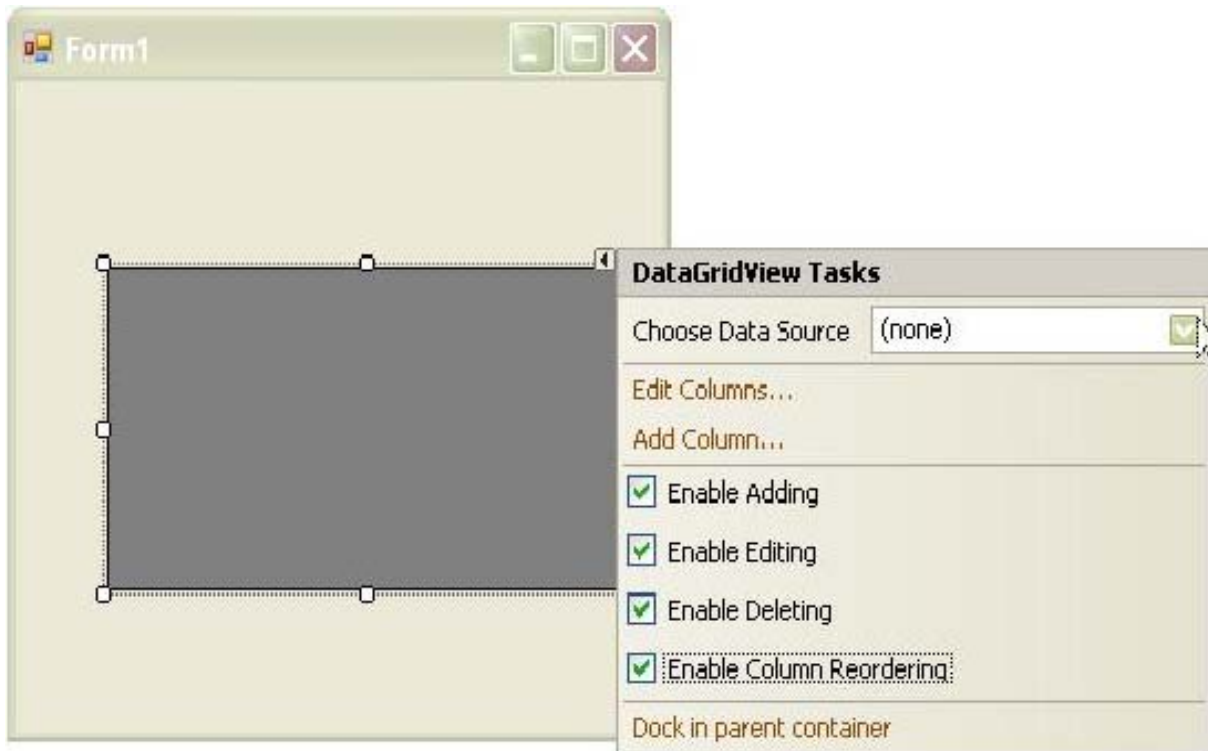 Form1
DataGridView Tasks
Choose Data Source (none)
Edit Columns...
Add Column...
Enable Adding
Enable Editing
Enable Deleting
Enable Column Reordering
Dock in parent container